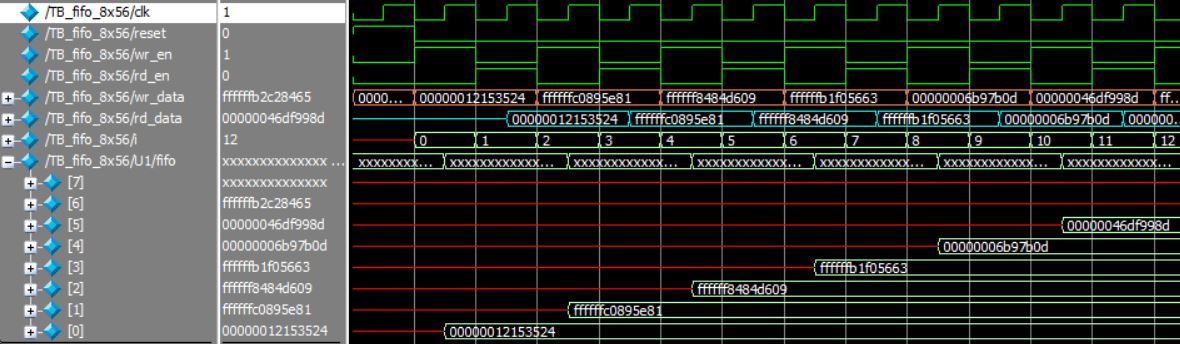 /TB_fifo_8x56/clk 1
/TB_fifo_8x56/reset 0
/TB_fifo_8x56/wr_en 1
/TB_fifo_8x56/rd_en 0
/TB_fifo_8x56/wr_data ffffffb2c28465 0000... 00000012153524 ffffffc0895e81 ffffff8484d609 ffffffb1f05663 00000006b97b0d 00000046df998d ff...
/TB_fifo_8x56/rd_data 00000046df998d 00000012153524 ffffffc0895e81 ffffff8484d609 ffffffb1f05663 00000006b97b0d 00000...
/TB_fifo_8x56/i 12 0 1 2 3 4 5 6 7 8 9 10 11 12
/TB_fifo_8x56/U1/fifo xxxxxxxxxxxxxx ... xxxxxxxxx... xxxxxxxxxxxx... xxxxxxxxxxxx... xxxxxxxxxxxx... xxxxxxxxxxxx... xxxxxxxxxxxx... xxxxxxxxxxxx...
[7] xxxxxxxxxxxxxx
[6] ffffffb2c28465
[5] 00000046df998d 00000046df998d
[4] 00000006b97b0d 00000006b97b0d
[3] ffffffb1f05663 ffffffb1f05663
[2] ffffff8484d609 ffffff8484d609
[1] ffffffc0895e81 ffffffc0895e81
[0] 00000012153524 00000012153524